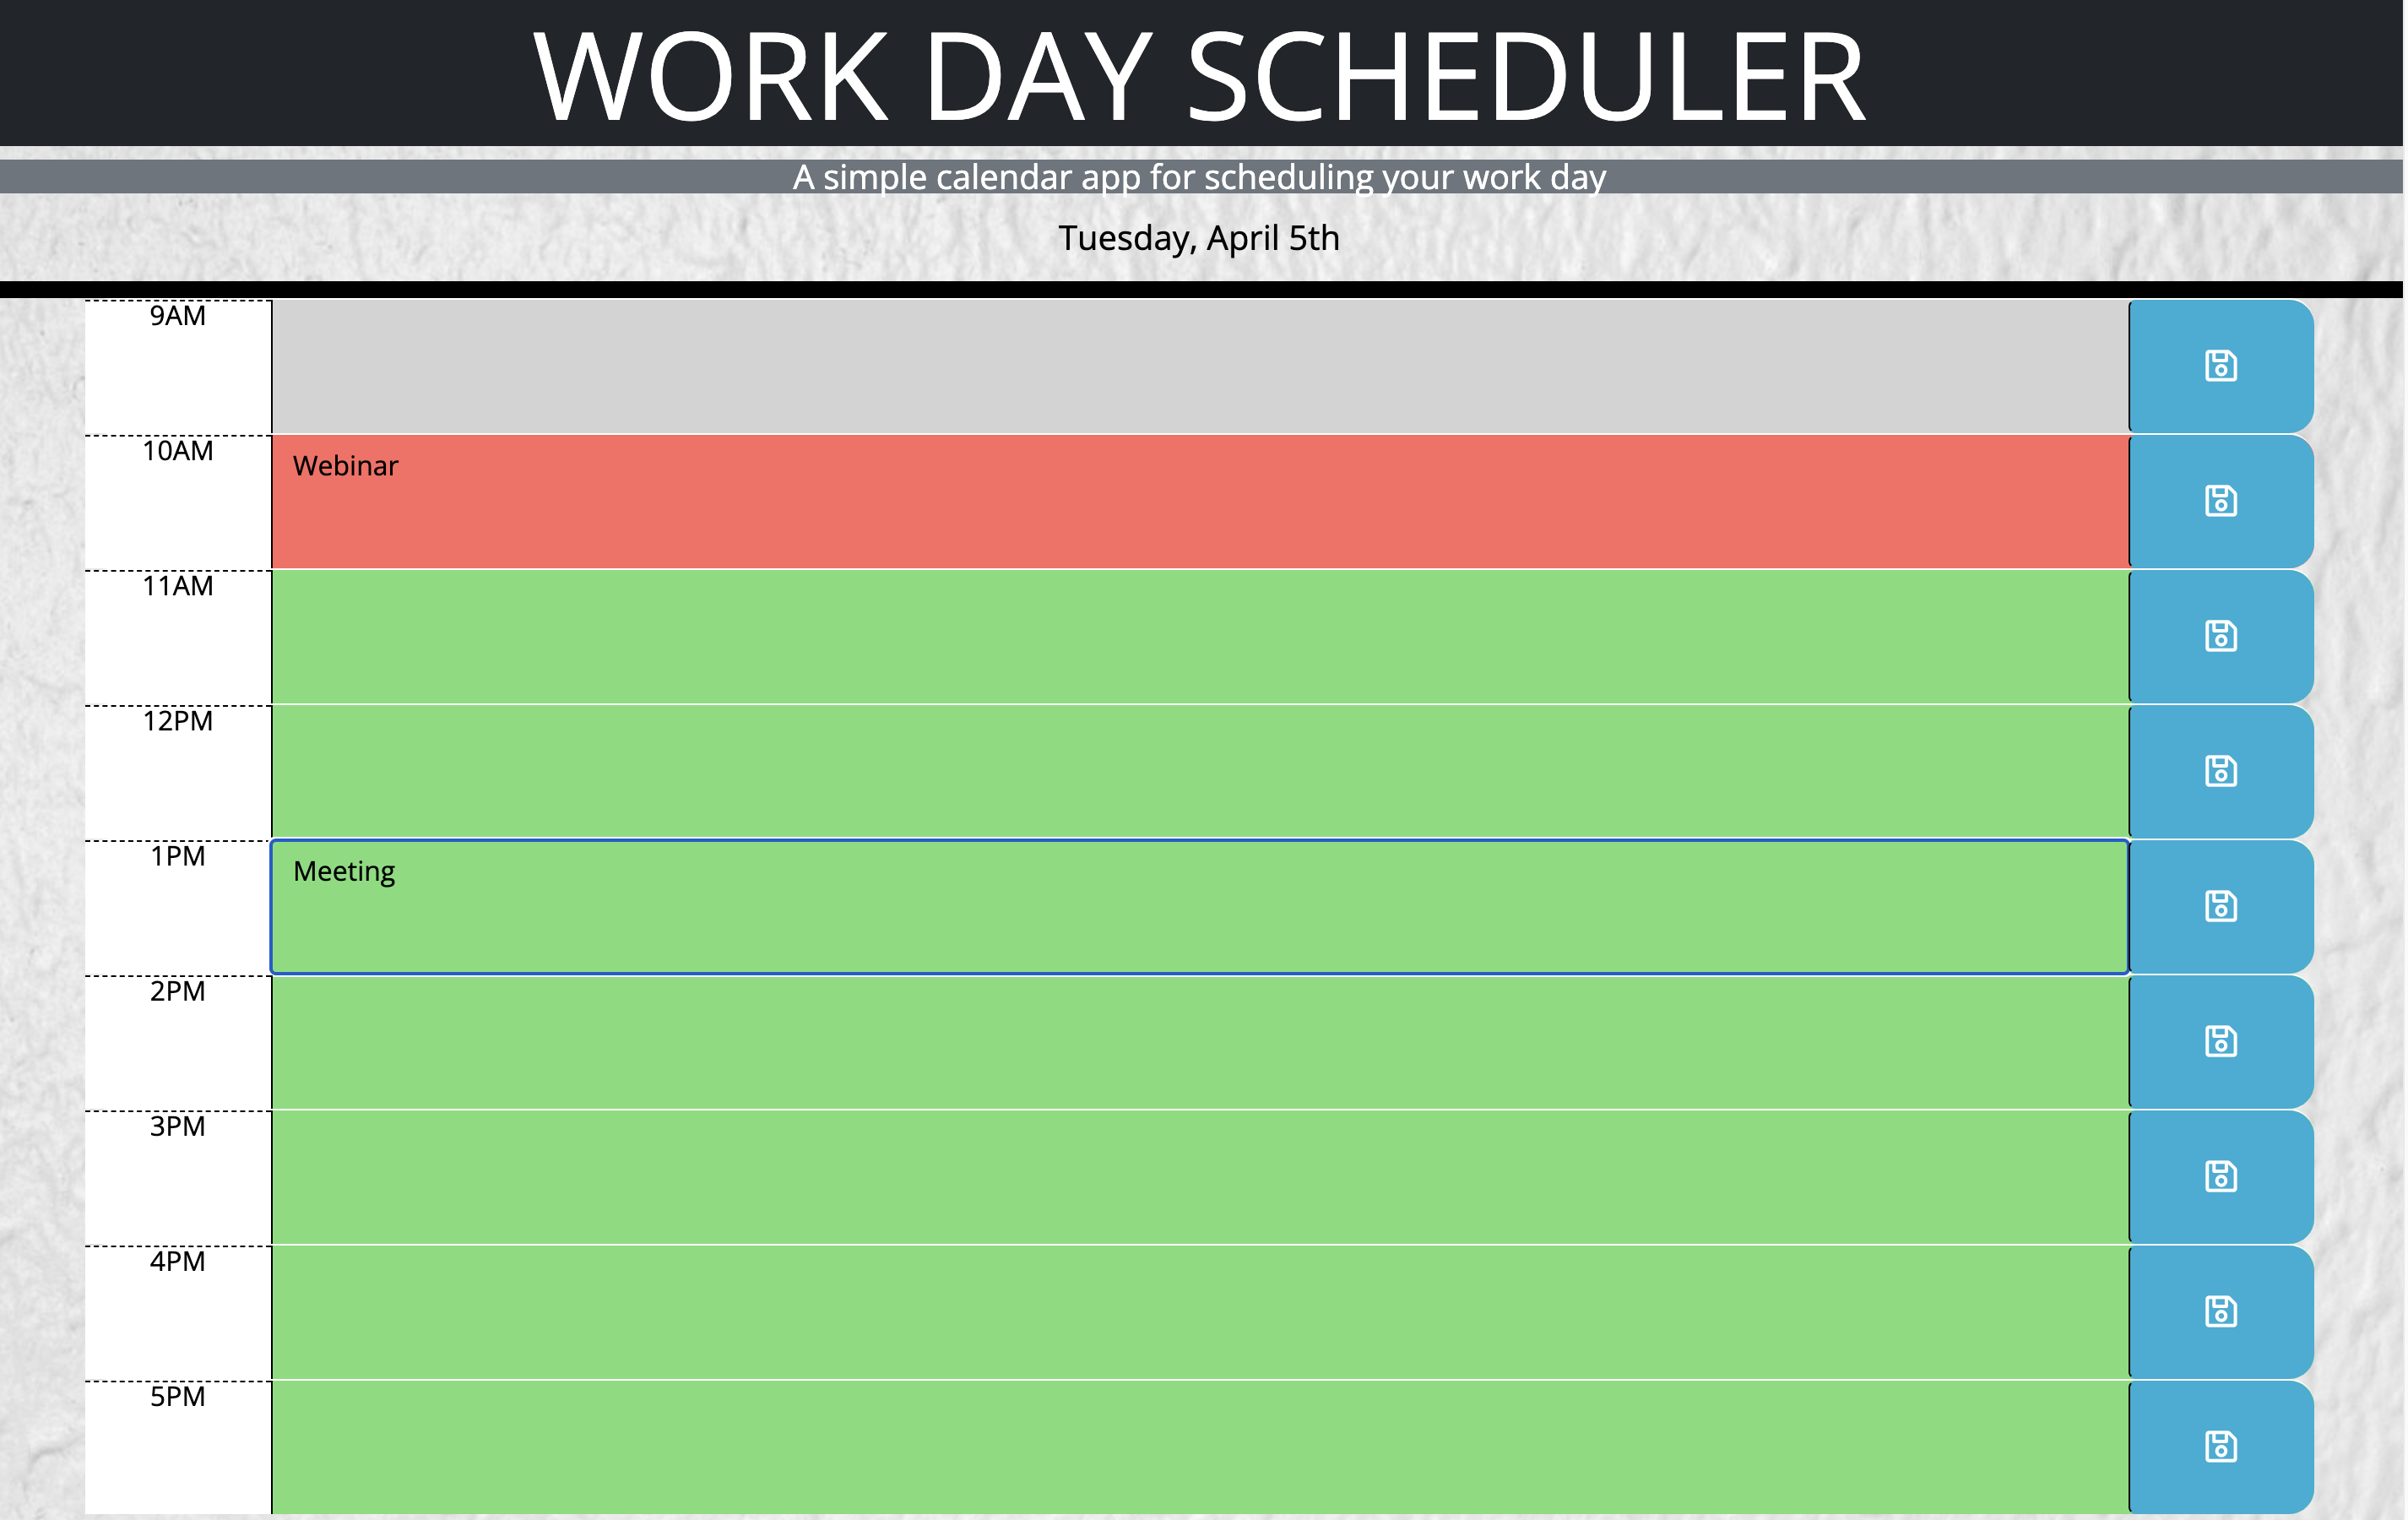 WORK DAY SCHEDULER
A simple calendar app for scheduling your work day
Tuesday, April 5th
9AM
10AM
Webinar
11AM
12PM
1PM
Meeting
2PM
3PM
4PM
5PM